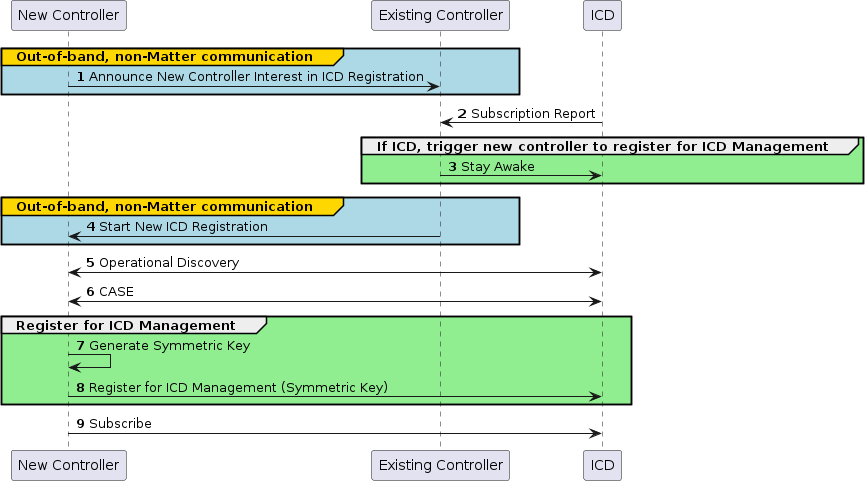 New Controller
Existing Controller
ICD
Out-of-band, non-Matter communication
1 Announce New Controller Interest in ICD Registration
2 Subscription Report
If ICD, trigger new controller to register for ICD Management
3 Stay Awake
Out-of-band, non-Matter communication
4 Start New ICD Registration
5 Operational Discovery
6 CASE
Register for ICD Management
7 Generate Symmetric Key
8 Register for ICD Management (Symmetric Key)
9 Subscribe
New Controller
Existing Controller
ICD